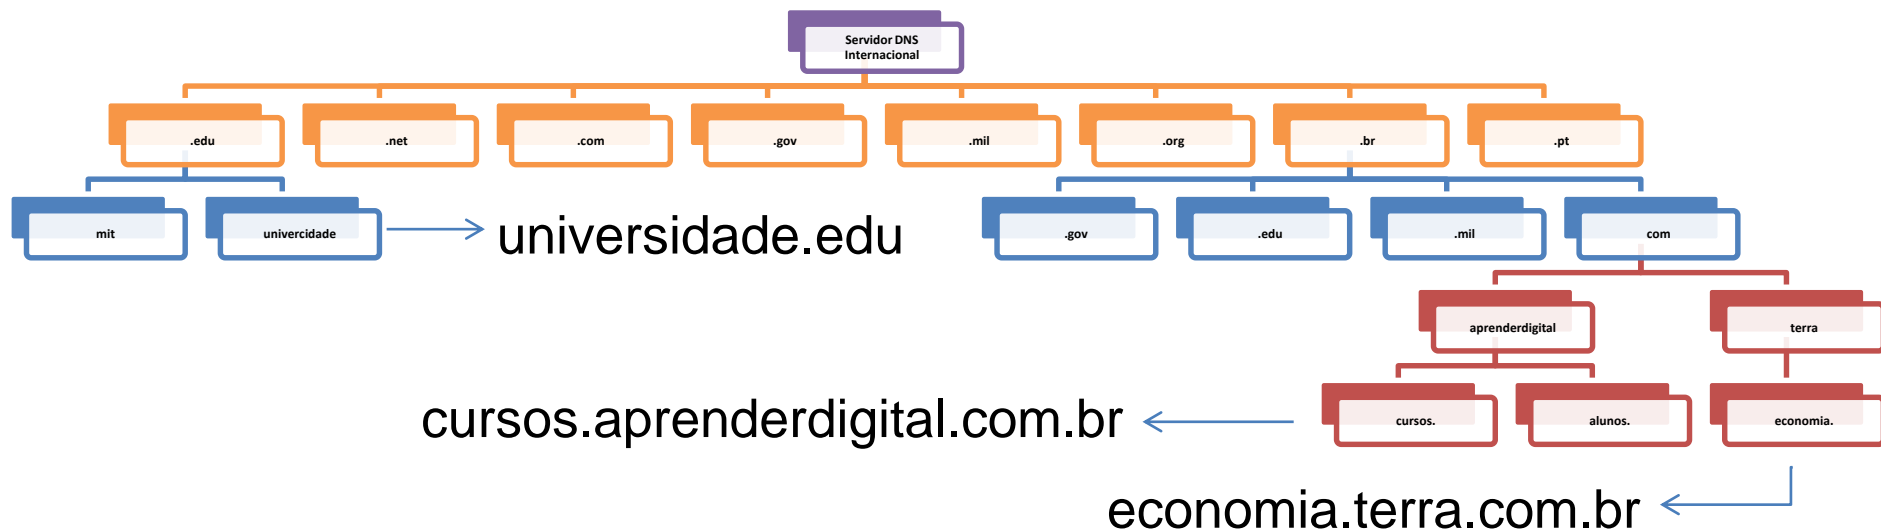 Servidor DNS
Internacional
.edu
.net
.com
.gov
.mil
.org
.br
.pt
mit
univercidade
universidade.edu
.gov
.edu
.mil
com
aprenderdigital
terra
cursos.aprenderdigital.com.br
cursos.
alunos.
economia.
economia.terra.com.br